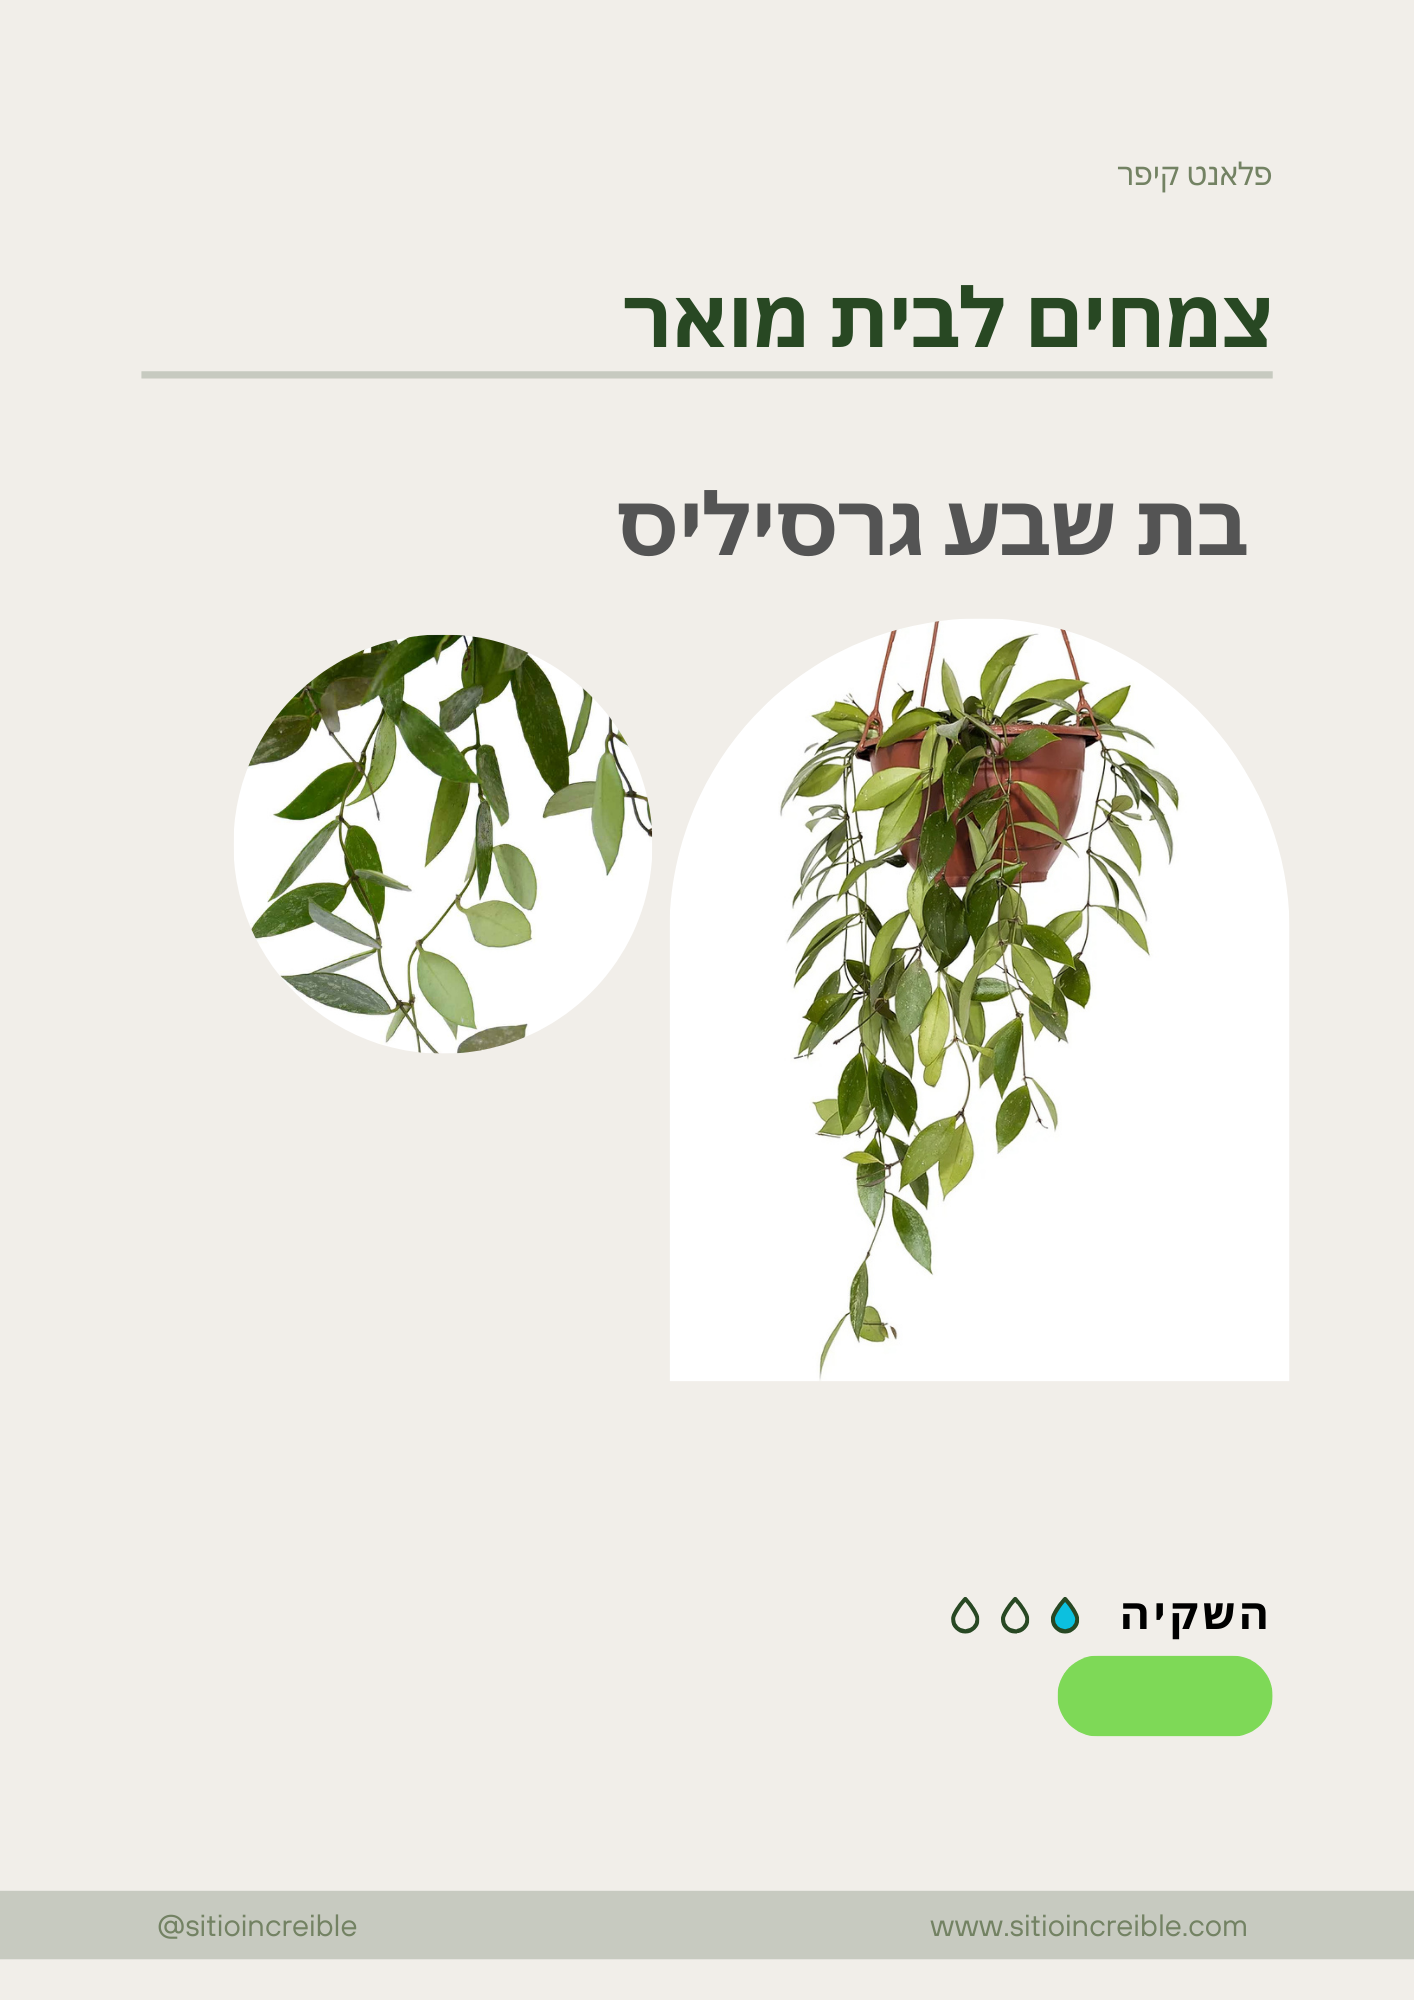 פלאנט קיפר
צמחים לבית מואר
בת שבע גרסיליס
השקיה
@sitioincreible
www.sitioincreible.com